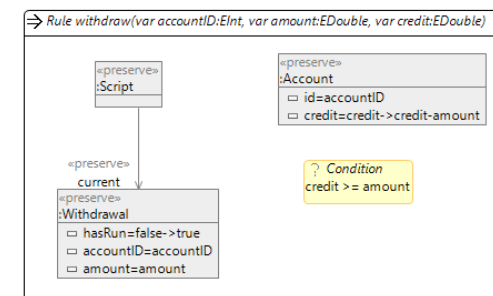 Rule withdraw(var accountID:EInt, var amount:EDouble, var credit:EDouble)
«preserve»
:Script
«preserve»
:Account
id=accountID
credit=credit->credit-amount
«preserve»
current
? Condition
credit >= amount
«preserve»
:Withdrawal
hasRun=false->true
accountID=accountID
amount=amount